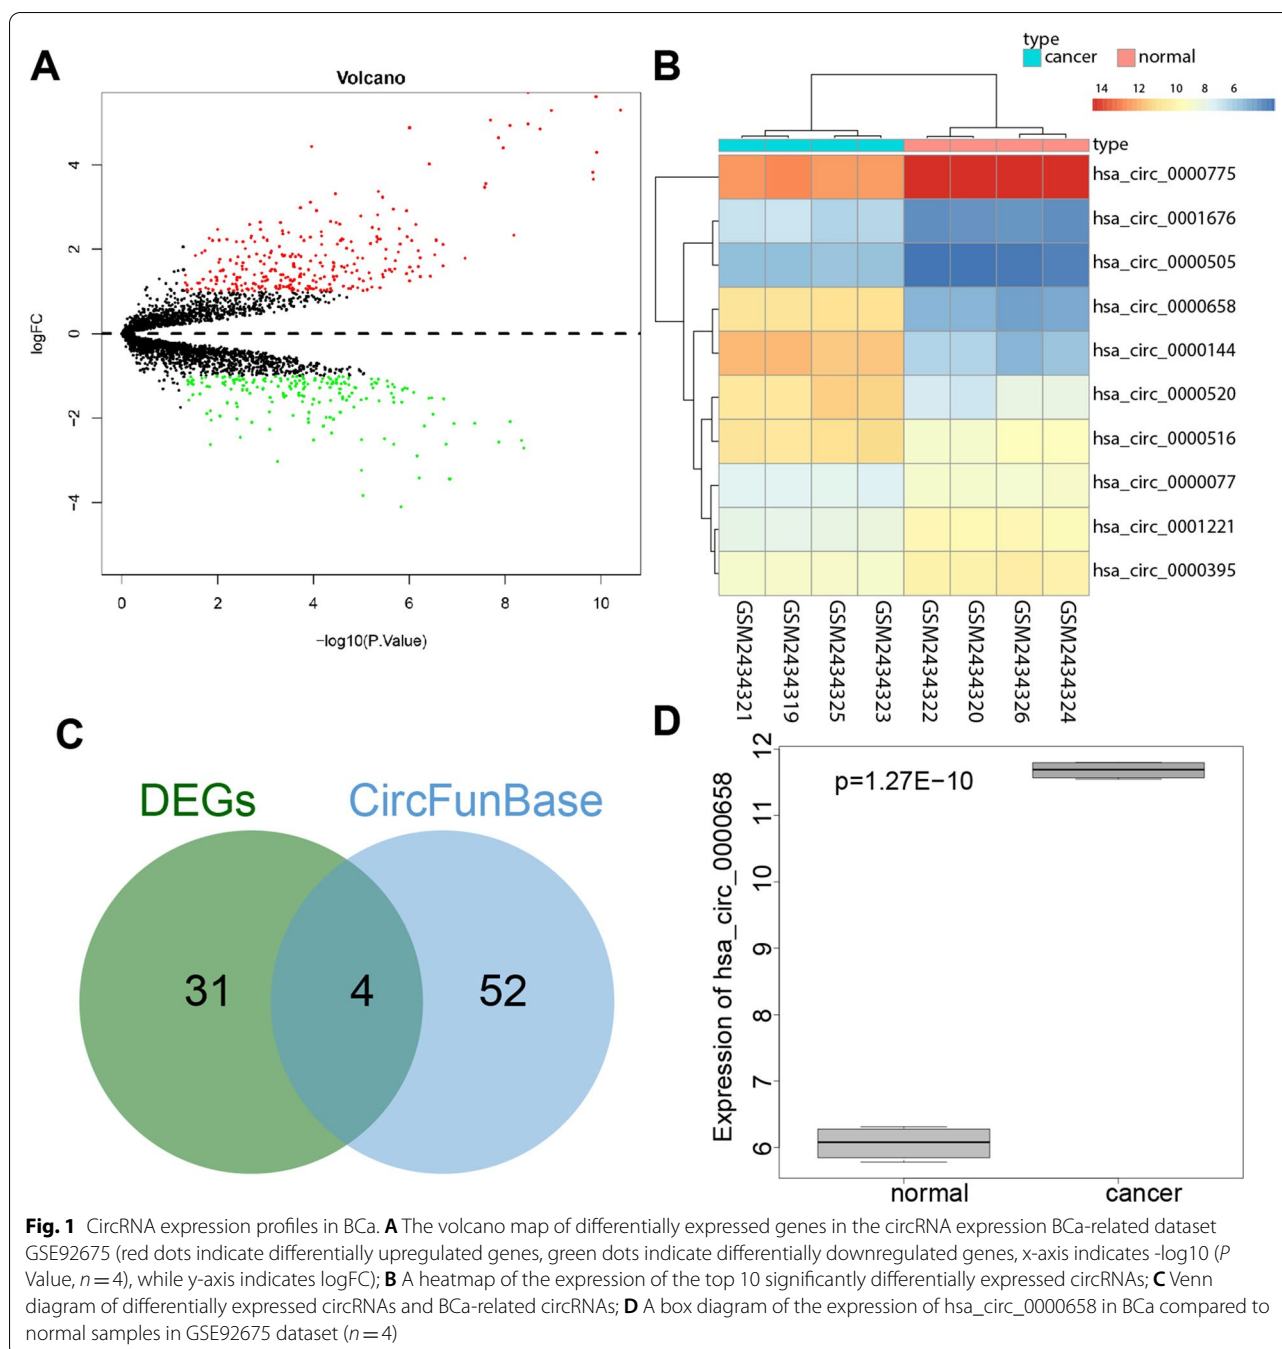 A
Volcano
logFC
4
2
0
−2
−4
0 2 4 6 8 10
−log10(P.Value)
B
type
cancer normal
14 12 10 8 6
type
hsa_circ_0000775
hsa_circ_0001676
hsa_circ_0000505
hsa_circ_0000658
hsa_circ_0000144
hsa_circ_0000520
hsa_circ_0000516
hsa_circ_0000077
hsa_circ_0001221
hsa_circ_0000395
GSM2434321
GSM2434319
GSM2434325
GSM2434323
GSM2434322
GSM2434320
GSM2434326
GSM2434324
C
DEGs CircFunBase
31 4 52
D
Expression of hsa_circ_0000658
12
11
10
9
8
7
6
p=1.27E−10
normal cancer
Fig. 1 CircRNA expression profiles in BCa. A The volcano map of differentially expressed genes in the circRNA expression BCa-related dataset
GSE92675 (red dots indicate differentially upregulated genes, green dots indicate differentially downregulated genes, x-axis indicates -log10 (P
Value, n = 4), while y-axis indicates logFC); B A heatmap of the expression of the top 10 significantly differentially expressed circRNAs; C Venn
diagram of differentially expressed circRNAs and BCa-related circRNAs; D A box diagram of the expression of hsa_circ_0000658 in BCa compared to
normal samples in GSE92675 dataset (n = 4)